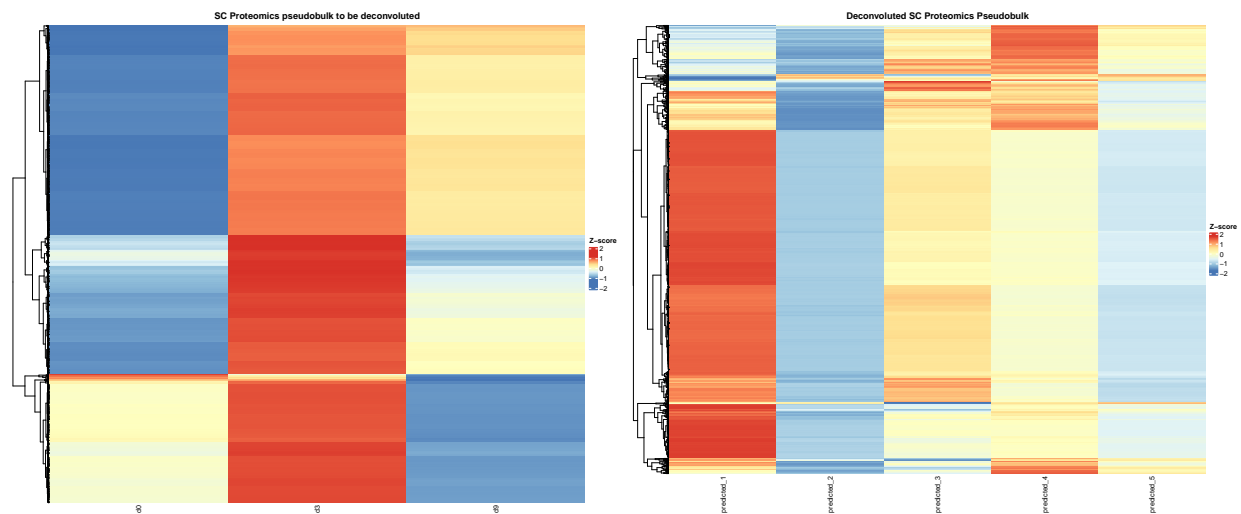 SC Proteomics pseudobulk to be deconvoluted
Z-score
2
1
0
-1
-2
d0
d3
d9
Deconvoluted SC Proteomics Pseudobulk
Z-score
2
1
0
-1
-2
predicted_1
predicted_2
predicted_3
predicted_4
predicted_5